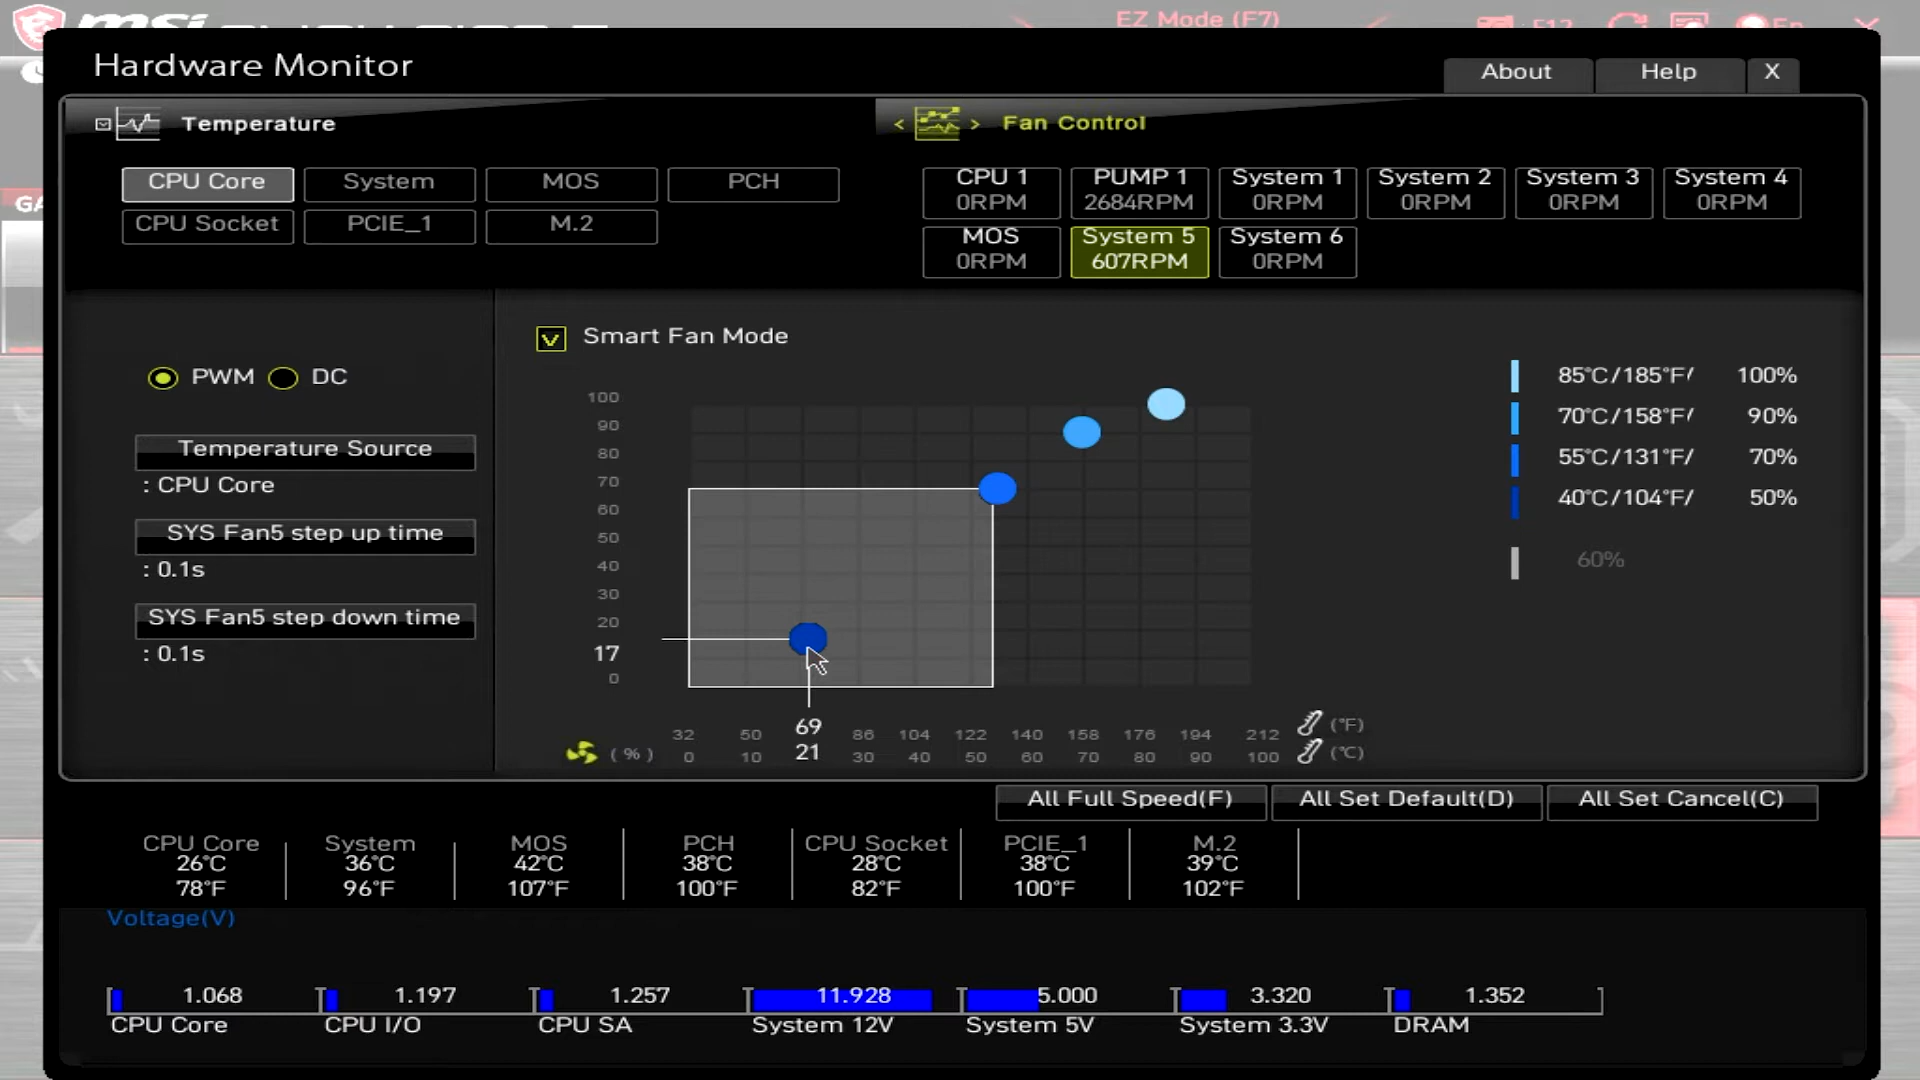 msi
EZ Mode (F7)
: F12
En
Hardware Monitor
About
Help
X
Temperature
< > Fan Control
CPU Core
System
MOS
PCH
CPU Socket
PCIE_1
M.2
CPU 1
0RPM
PUMP 1
2684RPM
System 1
0RPM
System 2
0RPM
System 3
0RPM
System 4
0RPM
MOS
0RPM
System 5
607RPM
System 6
0RPM
GA
V Smart Fan Mode
PWM
DC
Temperature Source
: CPU Core
SYS Fan5 step up time
: 0.1s
SYS Fan5 step down time
: 0.1s
100
90
80
70
60
50
40
30
20
17
0
85°C/185°F/ 100%
70°C/158°F/ 90%
55°C/131°F/ 70%
40°C/104°F/ 50%
60%
32 50 69 86 104 122 140 158 176 194 212 (°F)
(%) 0 10 21 30 40 50 60 70 80 90 100 (°C)
All Full Speed(F)
All Set Default(D)
All Set Cancel(C)
CPU Core
26°C
78°F
System
36°C
96°F
MOS
42°C
107°F
PCH
38°C
100°F
CPU Socket
28°C
82°F
PCIE_1
38°C
100°F
M.2
39°C
102°F
Voltage(V)
1.068
CPU Core
1.197
CPU I/O
1.257
CPU SA
11.928
System 12V
5.000
System 5V
3.320
System 3.3V
1.352
DRAM